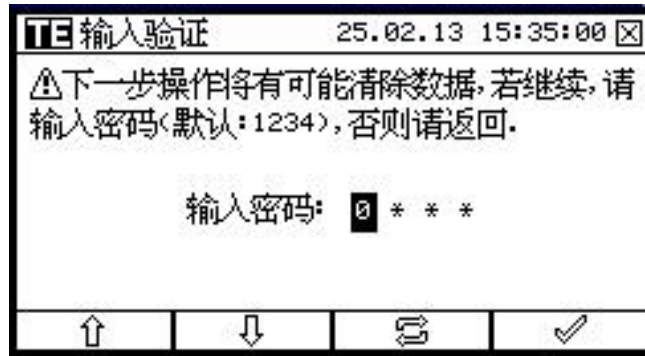 TE 输入验证 25.02.13 15:35:00
下一步操作将有可能清除数据,若继续,请
输入密码(默认:1234),否则请返回.
输入密码: 0 * * *